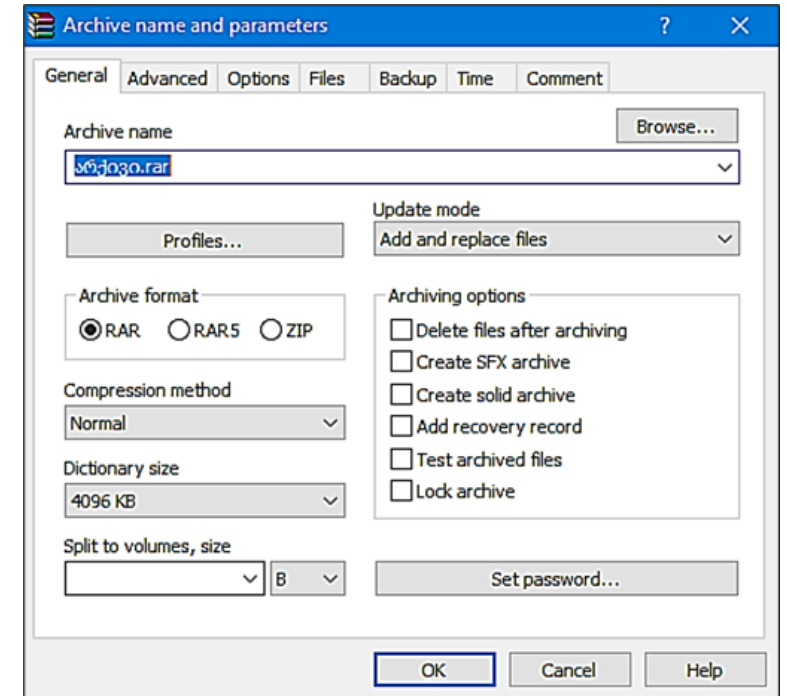 Archive name and parameters
General Advanced Options Files Backup Time Comment
Archive name
Browse...
არქივი.rar
Update mode
Profiles...
Add and replace files
Archive format
RAR RAR5 ZIP
Archiving options
Delete files after archiving
Create SFX archive
Create solid archive
Add recovery record
Test archived files
Lock archive
Compression method
Normal
Dictionary size
4096 KB
Split to volumes, size
B
Set password...
OK Cancel Help